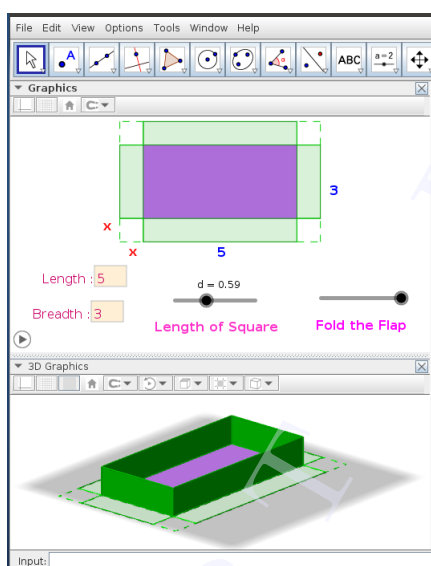 File Edit View Options Tools Window Help
A ABC a=2
Graphics
3
x
x 5
Length : 5
d = 0.59
Breadth : 3
Length of Square
Fold the Flap
3D Graphics
Input: